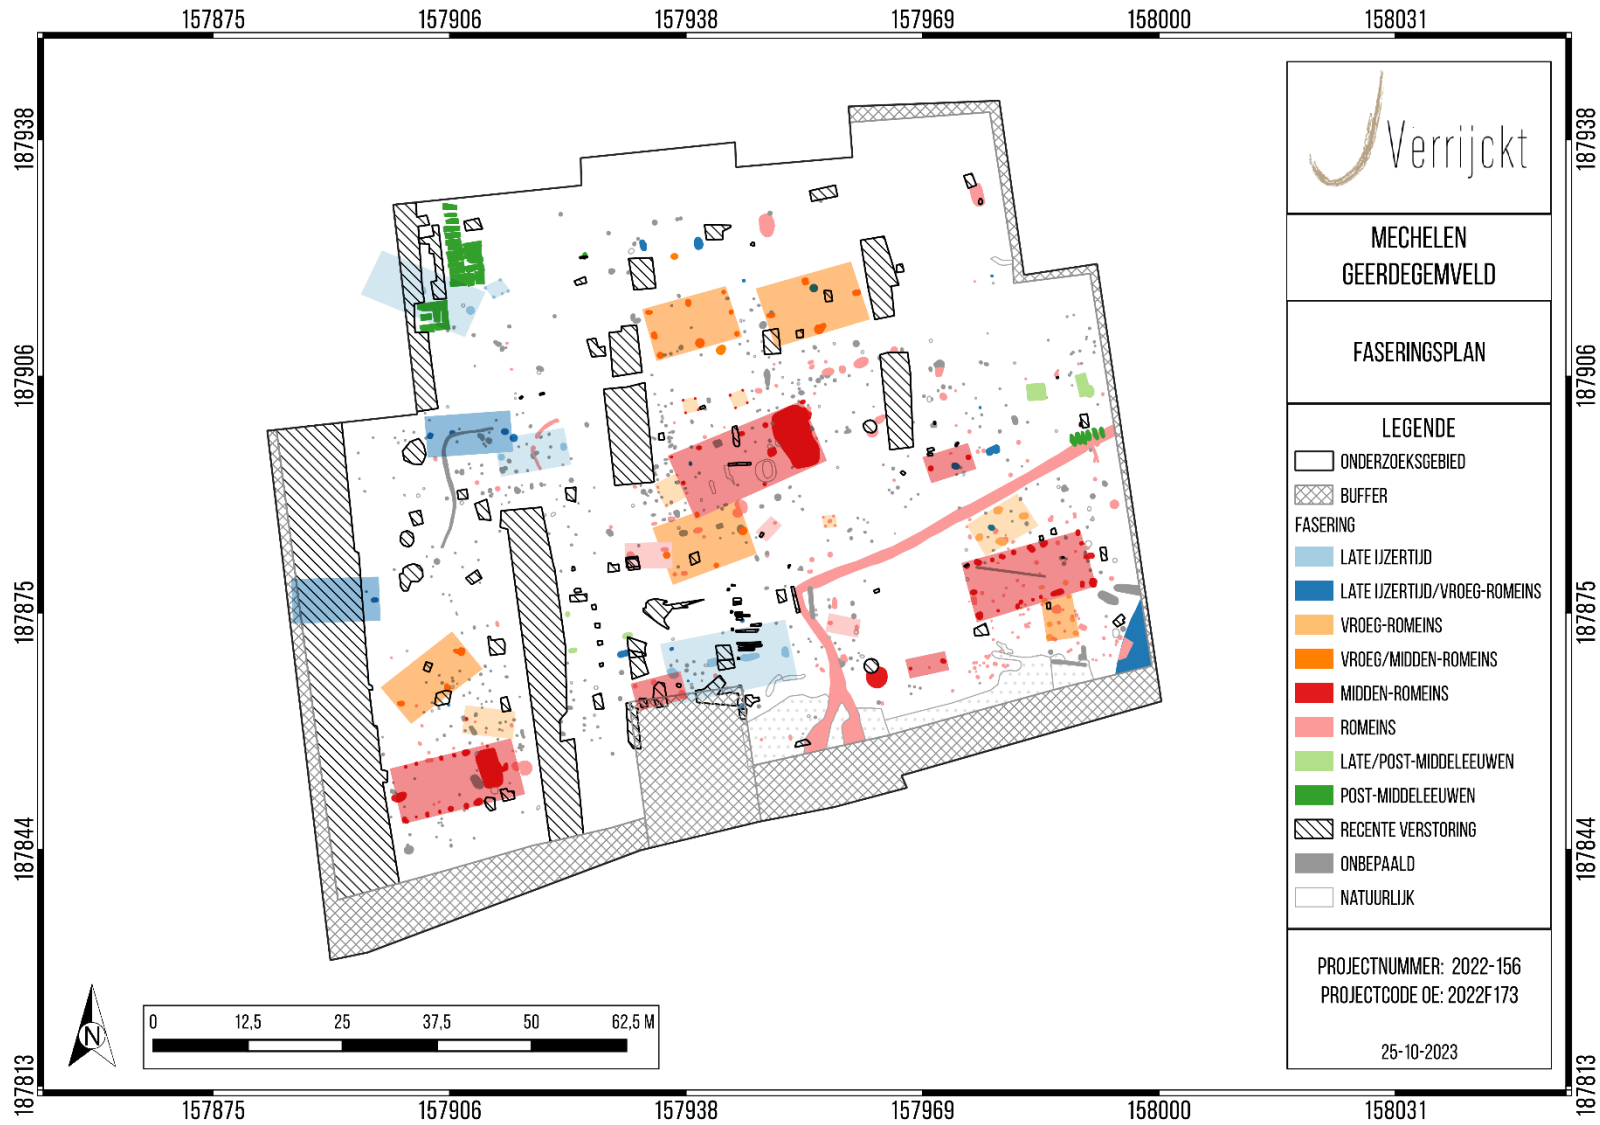 157875 157906 157938 157969 158000 158031
187938 187938
187906 187906
187875 187875
187844 187844
187813 187813
Verrijckt
MECHELEN
GEERDEGEMVELD
FASERINGSPLAN
LEGENDE
ONDERZOEKSGEBIED
BUFFER
FASERING
LATE IJZERTIJD
LATE IJZERTIJD/VROEG-ROMEINS
VROEG-ROMEINS
VROEG/MIDDEN-ROMEINS
MIDDEN-ROMEINS
ROMEINS
LATE/POST-MIDDELEEUWEN
POST-MIDDELEEUWEN
RECENTE VERSTORING
ONBEPAALD
NATUURLIJK
PROJECTNUMMER: 2022-156
PROJECTCODE OE: 2022F173
25-10-2023
N
0 12,5 25 37,5 50 62,5 M
157875 157906 157938 157969 158000 158031